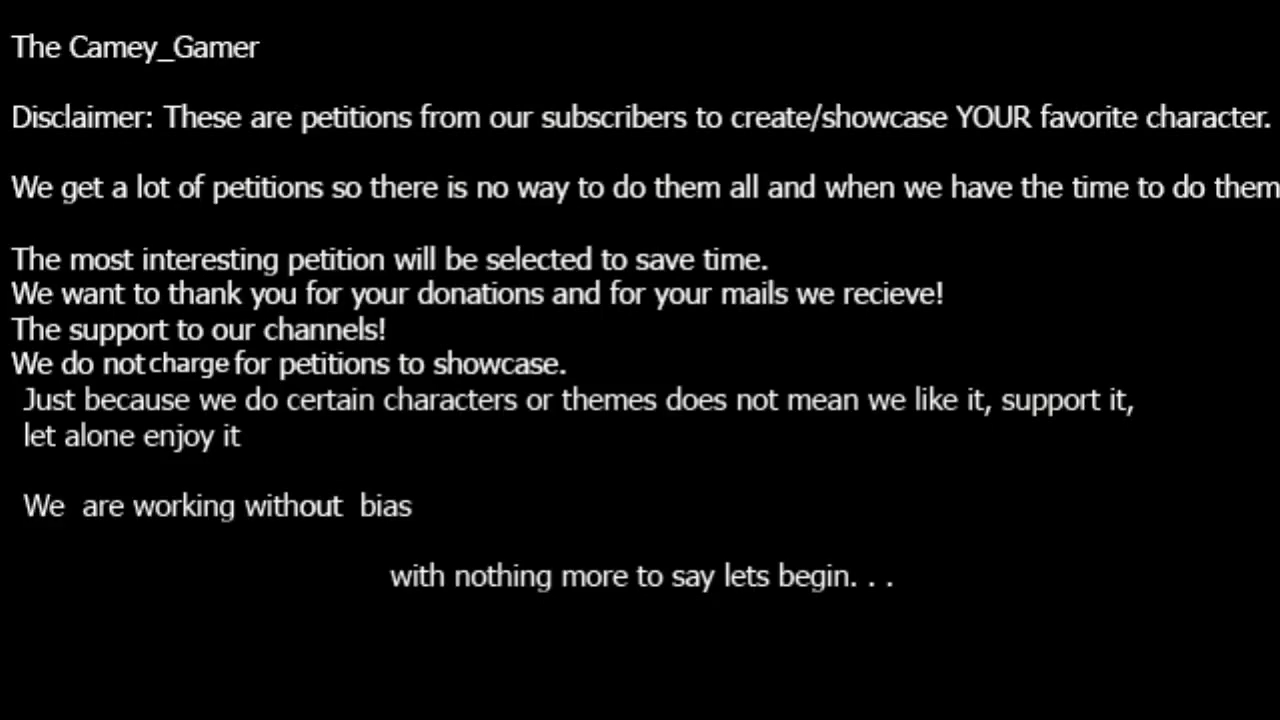 The Camey_Gamer
Disclaimer: These are petitions from our subscribers to create/showcase YOUR favorite character.
We get a lot of petitions so there is no way to do them all and when we have the time to do them
The most interesting petition will be selected to save time.
We want to thank you for your donations and for your mails we recieve!
The support to our channels!
We do not charge for petitions to showcase.
Just because we do certain characters or themes does not mean we like it, support it,
let alone enjoy it
We are working without bias
with nothing more to say lets begin. . .